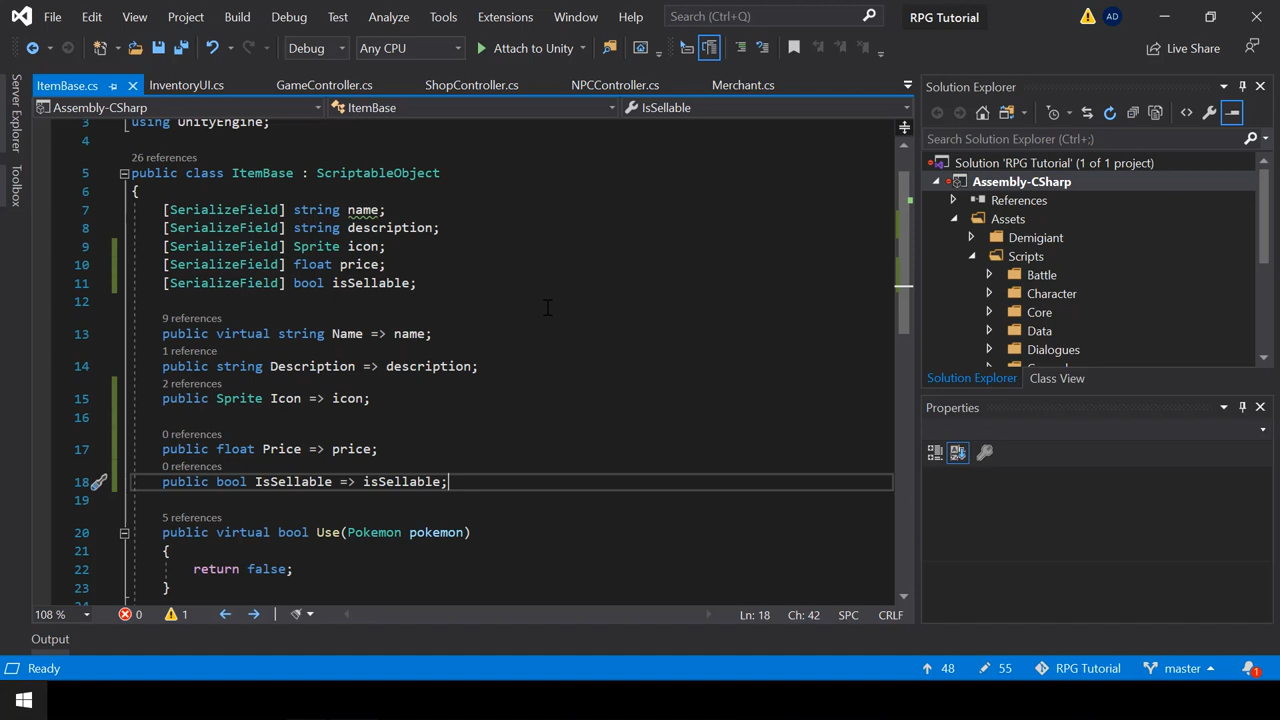 File Edit View Project Build Debug Test Analyze Tools Extensions Window Help Search (Ctrl+Q) RPG Tutorial AD
Debug Any CPU Attach to Unity Live Share
ItemBase.cs InventoryUI.cs GameController.cs ShopController.cs NPCController.cs Merchant.cs
Assembly-CSharp ItemBase IsSellable
Server Explorer
Toolbox
3 using UnityEngine;
4
26 references
5 public class ItemBase : ScriptableObject
6 {
7 [SerializeField] string name;
8 [SerializeField] string description;
9 [SerializeField] Sprite icon;
10 [SerializeField] float price;
11 [SerializeField] bool isSellable;
12
9 references
13 public virtual string Name => name;
1 reference
14 public string Description => description;
2 references
15 public Sprite Icon => icon;
16
0 references
17 public float Price => price;
0 references
18 public bool IsSellable => isSellable;
19
5 references
20 public virtual bool Use(Pokemon pokemon)
21 {
22 return false;
23 }
108 % 0 1 Ln: 18 Ch: 42 SPC CRLF
Output
Solution Explorer
Search Solution Explorer (Ctrl+;)
Solution 'RPG Tutorial' (1 of 1 project)
Assembly-CSharp
References
Assets
Demigiant
Scripts
Battle
Character
Core
Data
Dialogues
Solution Explorer Class View
Properties
Ready 48 55 RPG Tutorial master 1